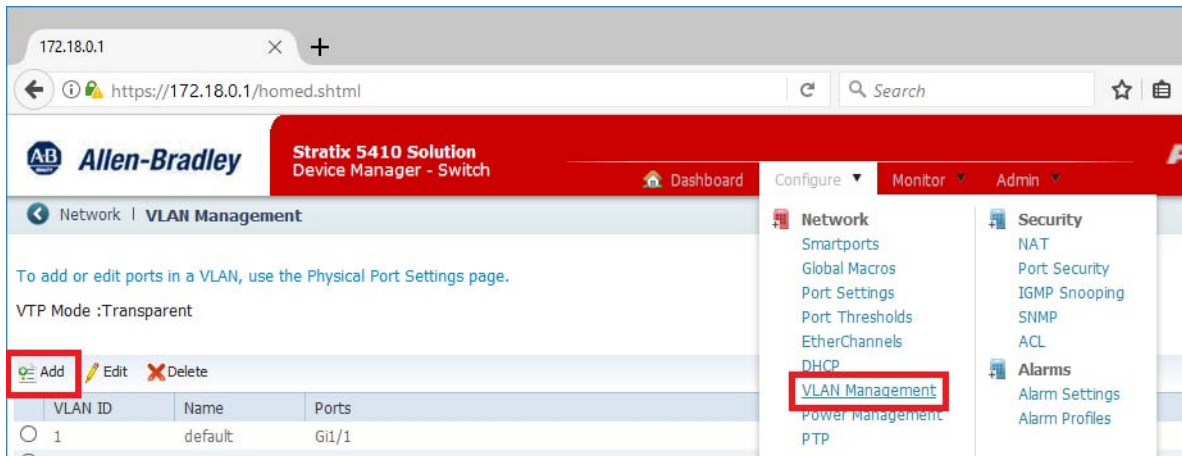 172.18.0.1
https://172.18.0.1/homed.shtml
Search
AB
Allen-Bradley
Stratix 5410 Solution
Device Manager - Switch
Dashboard Configure Monitor Admin
Network | VLAN Management
To add or edit ports in a VLAN, use the Physical Port Settings page.
VTP Mode :Transparent
Add Edit Delete
VLAN ID Name Ports
1 default Gi1/1
Network
Smartports
Global Macros
Port Settings
Port Thresholds
EtherChannels
DHCP
VLAN Management
Power Management
PTP
Security
NAT
Port Security
IGMP Snooping
SNMP
ACL
Alarms
Alarm Settings
Alarm Profiles